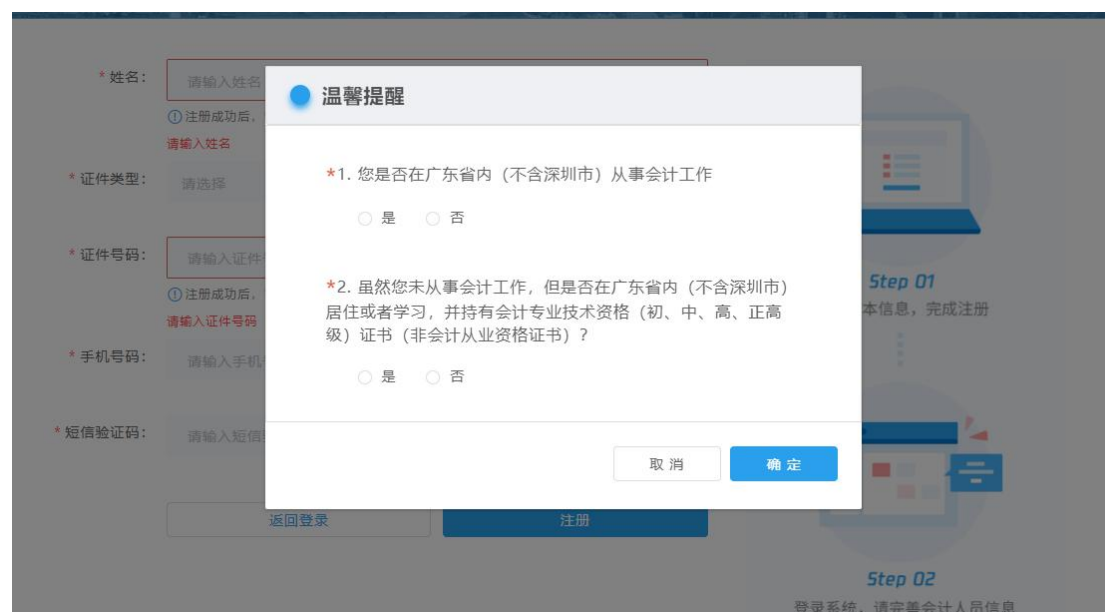 * 姓名：
请输入姓名
注册成功后，
请输入姓名
* 证件类型：
请选择
* 证件号码：
请输入证件
注册成功后，
请输入证件号码
* 手机号码：
请输入手机
* 短信验证码：
请输入短信
返回登录
注册
温馨提醒
*1. 您是否在广东省内（不含深圳市）从事会计工作
是 否
*2. 虽然您未从事会计工作，但是否在广东省内（不含深圳市）
居住或者学习，并持有会计专业技术资格（初、中、高、正高
级）证书（非会计从业资格证书）?
是 否
取消 确定
Step 01
本信息，完成注册
Step 02
登录系统，请完善会计人员信息